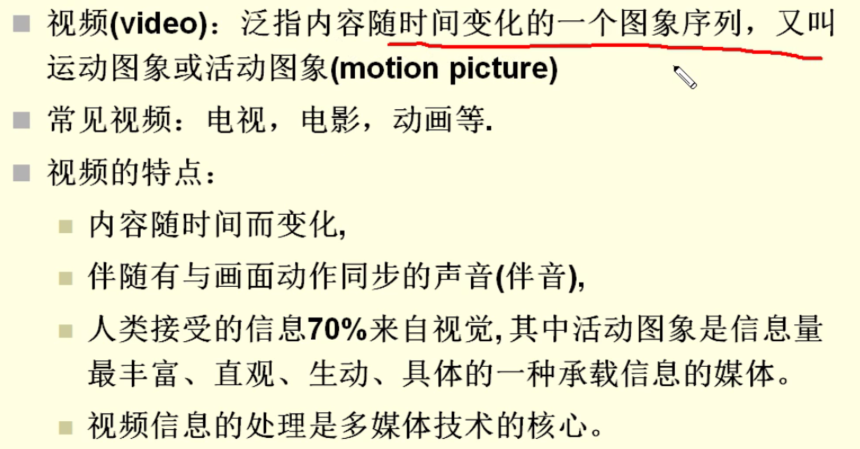 视频(video)：泛指内容随时间变化的一个图象序列，又叫
运动图象或活动图象(motion picture)
常见视频：电视，电影，动画等.
视频的特点：
内容随时间而变化,
伴随有与画面动作同步的声音(伴音),
人类接受的信息70%来自视觉,其中活动图象是信息量
最丰富、直观、生动、具体的一种承载信息的媒体。
视频信息的处理是多媒体技术的核心。